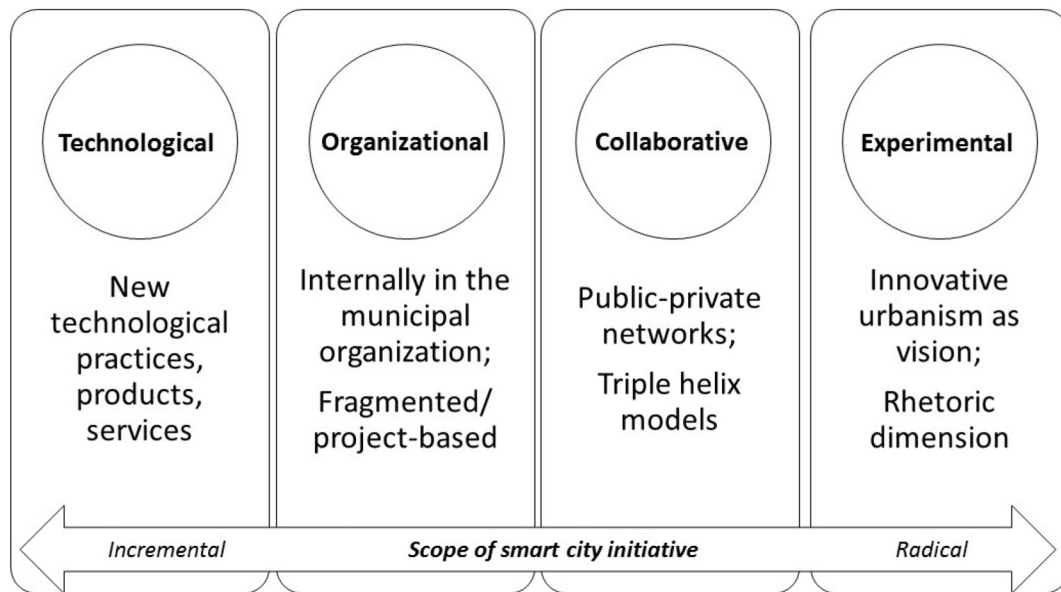 Technological
New
technological
practices,
products,
services
Organizational
Internally in the
municipal
organization;
Fragmented/
project-based
Collaborative
Public-private
networks;
Triple helix
models
Experimental
Innovative
urbanism as
vision;
Rhetoric
dimension
Incremental
Scope of smart city initiative
Radical